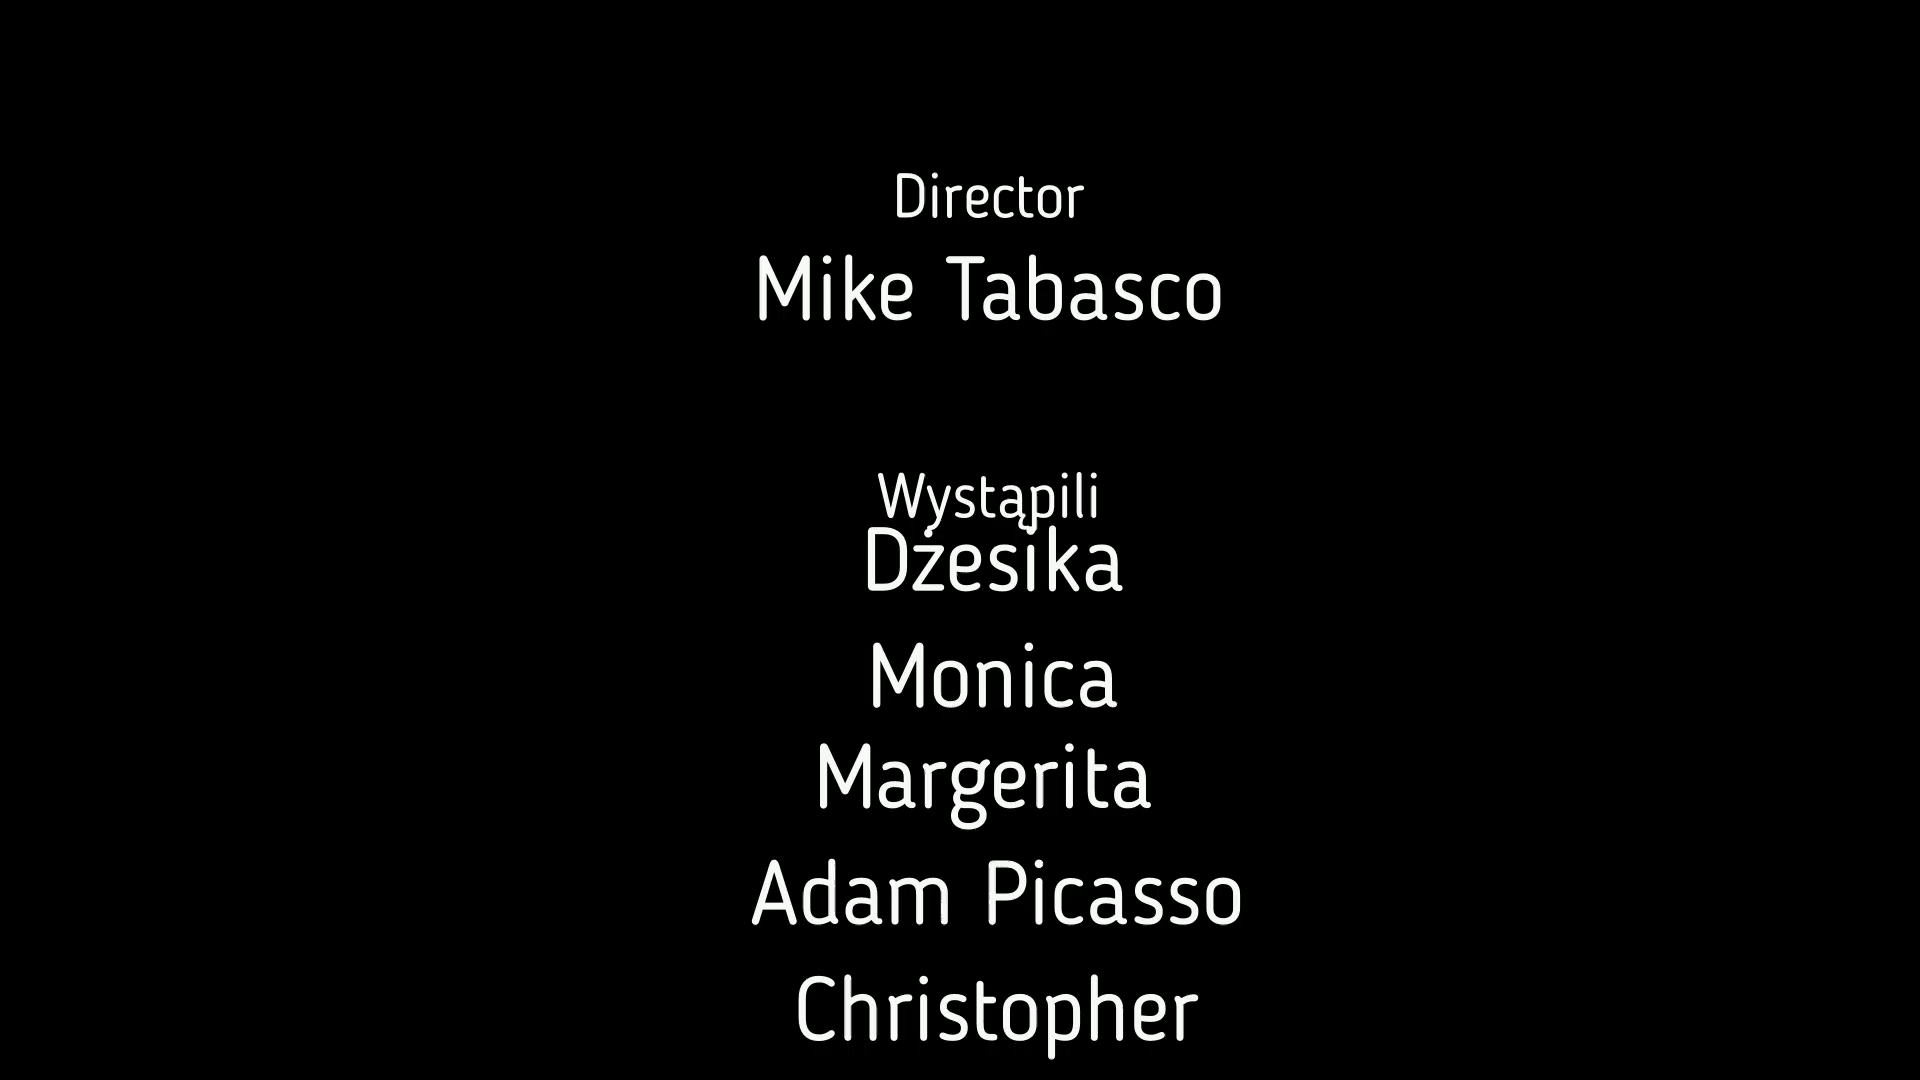 Director
Mike Tabasco
Wystąpili
Dżesika
Monica
Margerita
Adam Picasso
Christopher